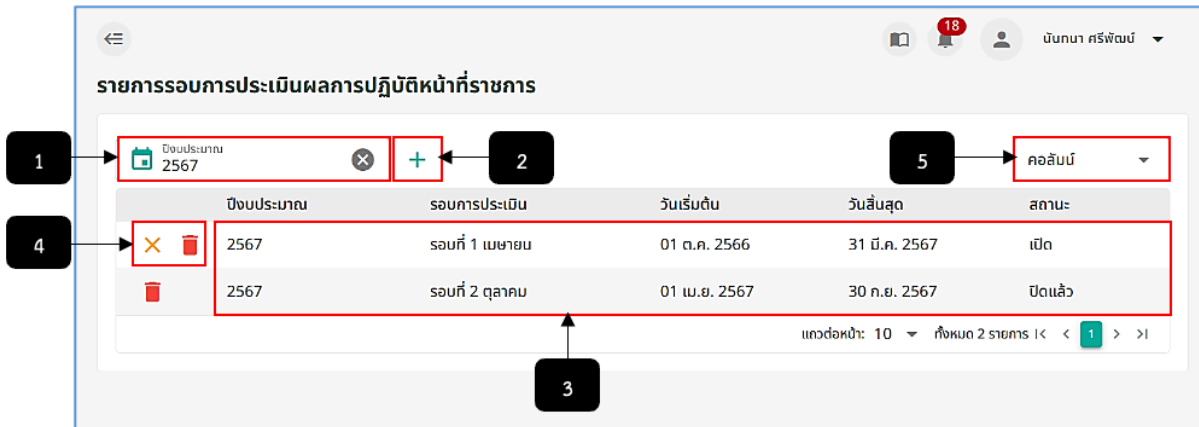 18
นันทนา ศรีพัฒน์
รายการรอบการประเมินผลการปฏิบัติหน้าที่ราชการ
1
ปีงบประมาณ
2567
2
5
คอลัมน์
ปีงบประมาณ รอบการประเมิน วันเริ่มต้น วันสิ้นสุด สถานะ
4
2567 รอบที่ 1 เมษายน 01 ต.ค. 2566 31 มี.ค. 2567 เปิด
2567 รอบที่ 2 ตุลาคม 01 เม.ย. 2567 30 ก.ย. 2567 ปิดแล้ว
แถวต่อหน้า: 10 ทั้งหมด 2 รายการ |< < 1 > >|
3